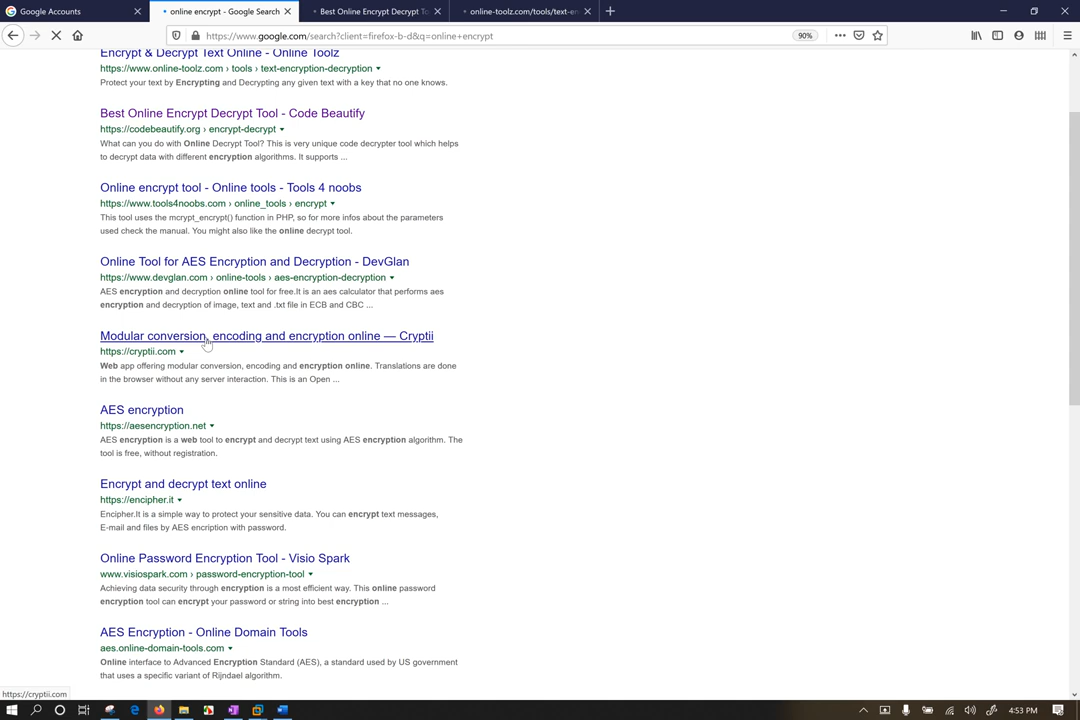 Google Accounts
online encrypt - Google Search
Best Online Encrypt Decrypt To
online-toolz.com/tools/text-en
https://www.google.com/search?client=firefox-b-d&q=online+encrypt
90%
Encrypt & Decrypt Text Online - Online Toolz
https://www.online-toolz.com › tools › text-encryption-decryption
Protect your text by Encrypting and Decrypting any given text with a key that no one knows.
Best Online Encrypt Decrypt Tool - Code Beautify
https://codebeautify.org › encrypt-decrypt
What can you do with Online Decrypt Tool? This is very unique code decrypter tool which helps
to decrypt data with different encryption algorithms. It supports ...
Online encrypt tool - Online tools - Tools 4 noobs
https://www.tools4noobs.com › online_tools › encrypt
This tool uses the mcrypt_encrypt() function in PHP, so for more infos about the parameters
used check the manual. You might also like the online decrypt tool.
Online Tool for AES Encryption and Decryption - DevGlan
https://www.devglan.com › online-tools › aes-encryption-decryption
AES encryption and decryption online tool for free.It is an aes calculator that performs aes
encryption and decryption of image, text and .txt file in ECB and CBC ...
Modular conversion, encoding and encryption online — Cryptii
https://cryptii.com
Web app offering modular conversion, encoding and encryption online. Translations are done
in the browser without any server interaction. This is an Open ...
AES encryption
https://aesencryption.net
AES encryption is a web tool to encrypt and decrypt text using AES encryption algorithm. The
tool is free, without registration.
Encrypt and decrypt text online
https://encipher.it
Encipher.It is a simple way to protect your sensitive data. You can encrypt text messages,
E-mail and files by AES encription with password.
Online Password Encryption Tool - Visio Spark
www.visiospark.com › password-encryption-tool
Achieving data security through encryption is a most efficient way. This online password
encryption tool can encrypt your password or string into best encryption ...
AES Encryption - Online Domain Tools
aes.online-domain-tools.com
Online interface to Advanced Encryption Standard (AES), a standard used by US government
that uses a specific variant of Rijndael algorithm.
https://cryptii.com
4:53 PM